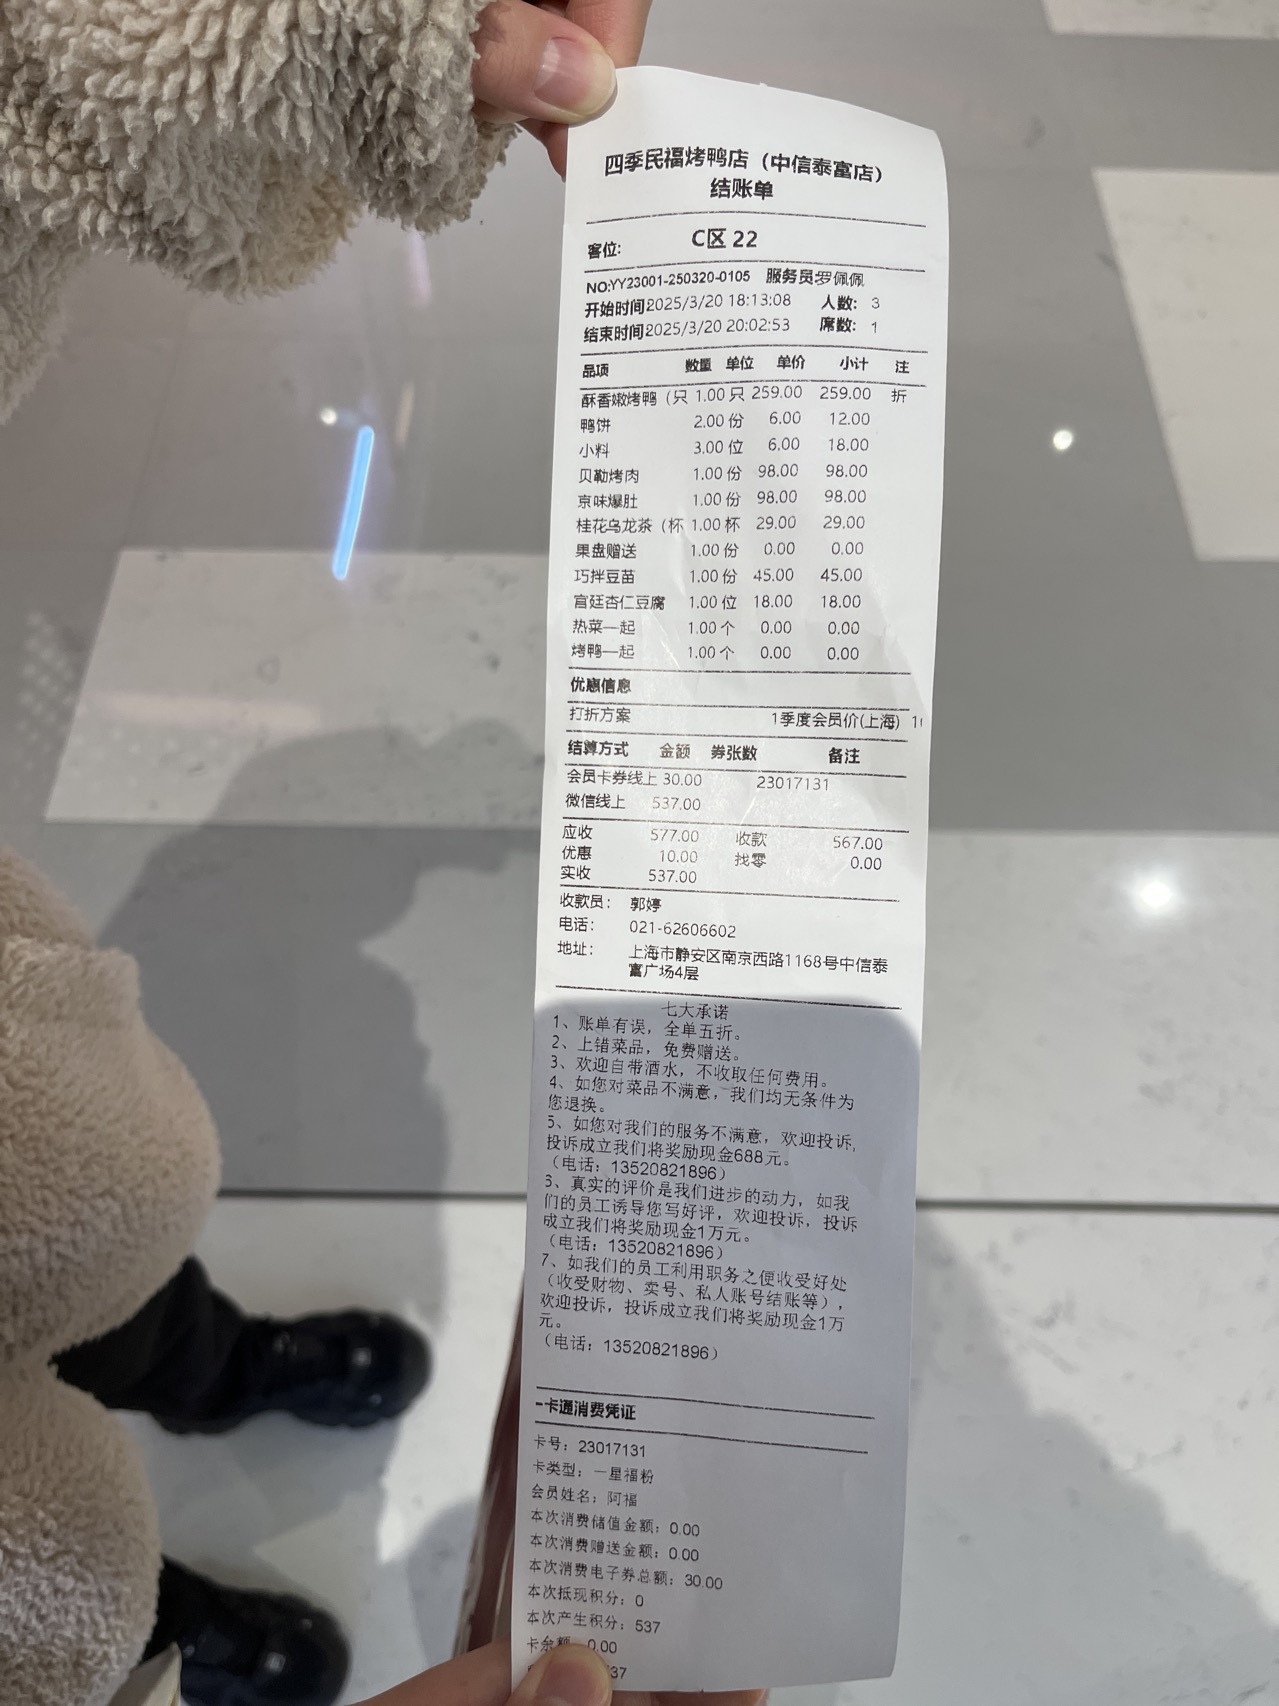 四季民福烤鸭店（中信泰富店）
结账单
客位: C区 22
NO:YY23001-250320-0105 服务员:罗佩佩
开始时间2025/3/20 18:13:08 人数: 3
结束时间2025/3/20 20:02:53 席数: 1
品项 数量 单位 单价 小计 注
酥香嫩烤鸭（只 1.00 只 259.00 259.00 折
鸭饼 2.00 份 6.00 12.00
小料 3.00 位 6.00 18.00
贝勒烤肉 1.00 份 98.00 98.00
京味爆肚 1.00 份 98.00 98.00
桂花乌龙茶（杯 1.00 杯 29.00 29.00
果盘赠送 1.00 份 0.00 0.00
巧拌豆苗 1.00 份 45.00 45.00
宫廷杏仁豆腐 1.00 位 18.00 18.00
热菜一起 1.00 个 0.00 0.00
烤鸭一起 1.00 个 0.00 0.00
优惠信息
打折方案 1季度会员价(上海)
结算方式 金额 券张数 备注
会员卡券线上 30.00 23017131
微信线上 537.00
应收 577.00 收款 567.00
优惠 10.00 找零 0.00
实收 537.00
收款员: 郭婷
电话: 021-62606602
地址: 上海市静安区南京西路1168号中信泰
富广场4层
七大承诺
1、账单有误，全单五折。
2、上错菜品，免费赠送。
3、欢迎自带酒水，不收取任何费用。
4、如您对菜品不满意，我们均无条件为
您退换。
5、如您对我们的服务不满意，欢迎投诉，
投诉成立我们将奖励现金688元。
（电话：13520821896）
6、真实的评价是我们进步的动力，如我
们的员工诱导您写好评，欢迎投诉，投诉
成立我们将奖励现金1万元。
（电话：13520821896）
7、如我们的员工利用职务之便收受好处
（收受财物、卖号、私人账号结账等），
欢迎投诉，投诉成立我们将奖励现金1万
元。
（电话：13520821896）
一卡通消费凭证
卡号：23017131
卡类型：一星福粉
会员姓名：阿福
本次消费储值金额：0.00
本次消费赠送金额：0.00
本次消费电子券总额：30.00
本次抵现积分：0
本次产生积分：537
卡余额 0.00